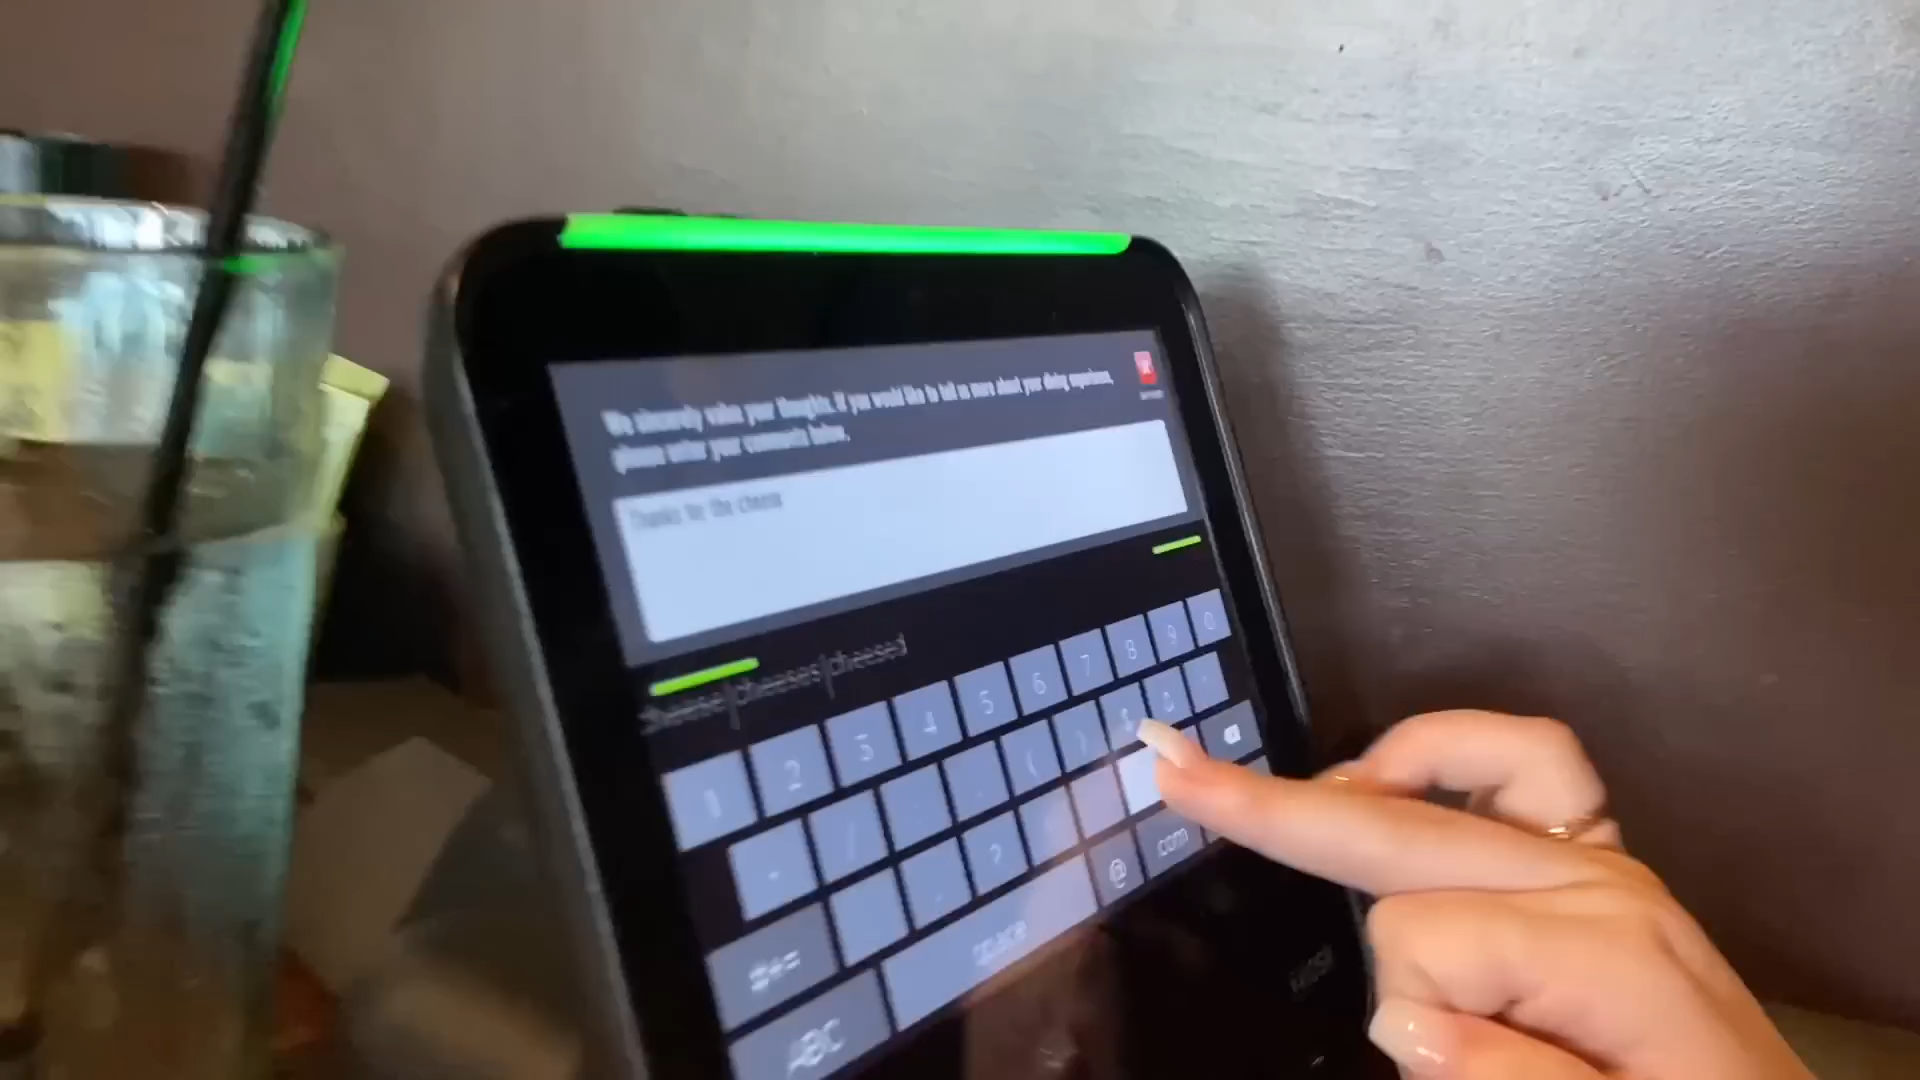 We sincerely value your thoughts. If you would like to tell us more about your dining experience,
please enter your comments below.
Thanks for the cheese
cheese|cheeses|cheesed
1 2 3 4 5 6 7 8 9 0
- / : ( ) $ &
?
#+= space @ .com
ABC